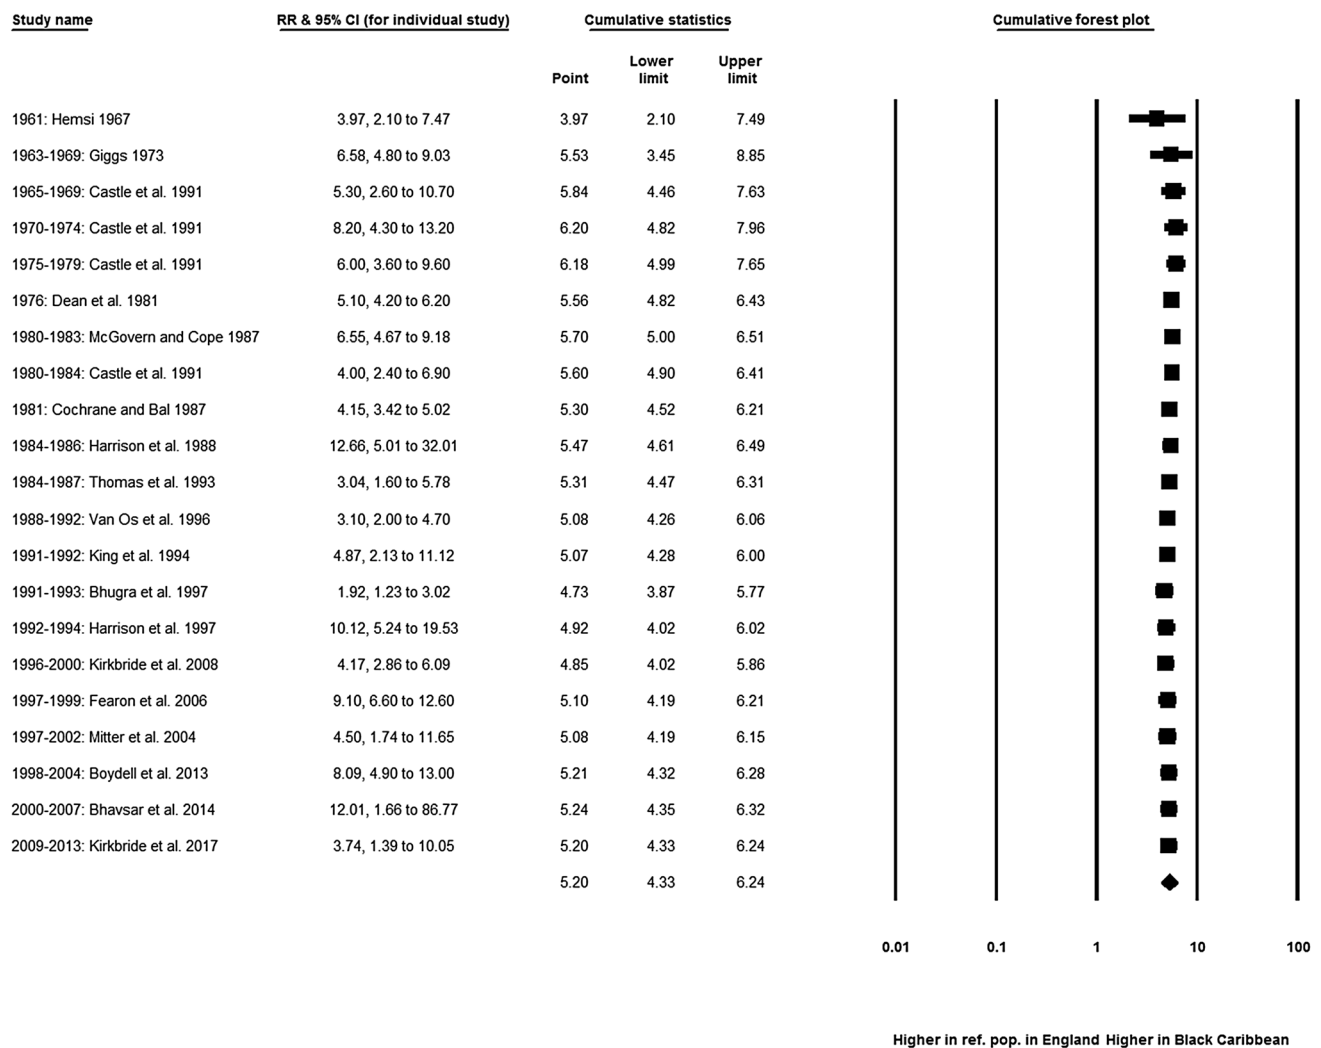 Study name RR & 95% CI (for individual study) Cumulative statistics Cumulative forest plot
Point Lower limit Upper limit
1961: Hemsi 1967 3.97, 2.10 to 7.47 3.97 2.10 7.49
1963-1969: Giggs 1973 6.58, 4.80 to 9.03 5.53 3.45 8.85
1965-1969: Castle et al. 1991 5.30, 2.60 to 10.70 5.84 4.46 7.63
1970-1974: Castle et al. 1991 8.20, 4.30 to 13.20 6.20 4.82 7.96
1975-1979: Castle et al. 1991 6.00, 3.60 to 9.60 6.18 4.99 7.65
1976: Dean et al. 1981 5.10, 4.20 to 6.20 5.56 4.82 6.43
1980-1983: McGovern and Cope 1987 6.55, 4.67 to 9.18 5.70 5.00 6.51
1980-1984: Castle et al. 1991 4.00, 2.40 to 6.90 5.60 4.90 6.41
1981: Cochrane and Bal 1987 4.15, 3.42 to 5.02 5.30 4.52 6.21
1984-1986: Harrison et al. 1988 12.66, 5.01 to 32.01 5.47 4.61 6.49
1984-1987: Thomas et al. 1993 3.04, 1.60 to 5.78 5.31 4.47 6.31
1988-1992: Van Os et al. 1996 3.10, 2.00 to 4.70 5.08 4.26 6.06
1991-1992: King et al. 1994 4.87, 2.13 to 11.12 5.07 4.28 6.00
1991-1993: Bhugra et al. 1997 1.92, 1.23 to 3.02 4.73 3.87 5.77
1992-1994: Harrison et al. 1997 10.12, 5.24 to 19.53 4.92 4.02 6.02
1996-2000: Kirkbride et al. 2008 4.17, 2.86 to 6.09 4.85 4.02 5.86
1997-1999: Fearon et al. 2006 9.10, 6.60 to 12.60 5.10 4.19 6.21
1997-2002: Mitter et al. 2004 4.50, 1.74 to 11.65 5.08 4.19 6.15
1998-2004: Boydell et al. 2013 8.09, 4.90 to 13.00 5.21 4.32 6.28
2000-2007: Bhavsar et al. 2014 12.01, 1.66 to 86.77 5.24 4.35 6.32
2009-2013: Kirkbride et al. 2017 3.74, 1.39 to 10.05 5.20 4.33 6.24
5.20 4.33 6.24
0.01 0.1 1 10 100
Higher in ref. pop. in England Higher in Black Caribbean